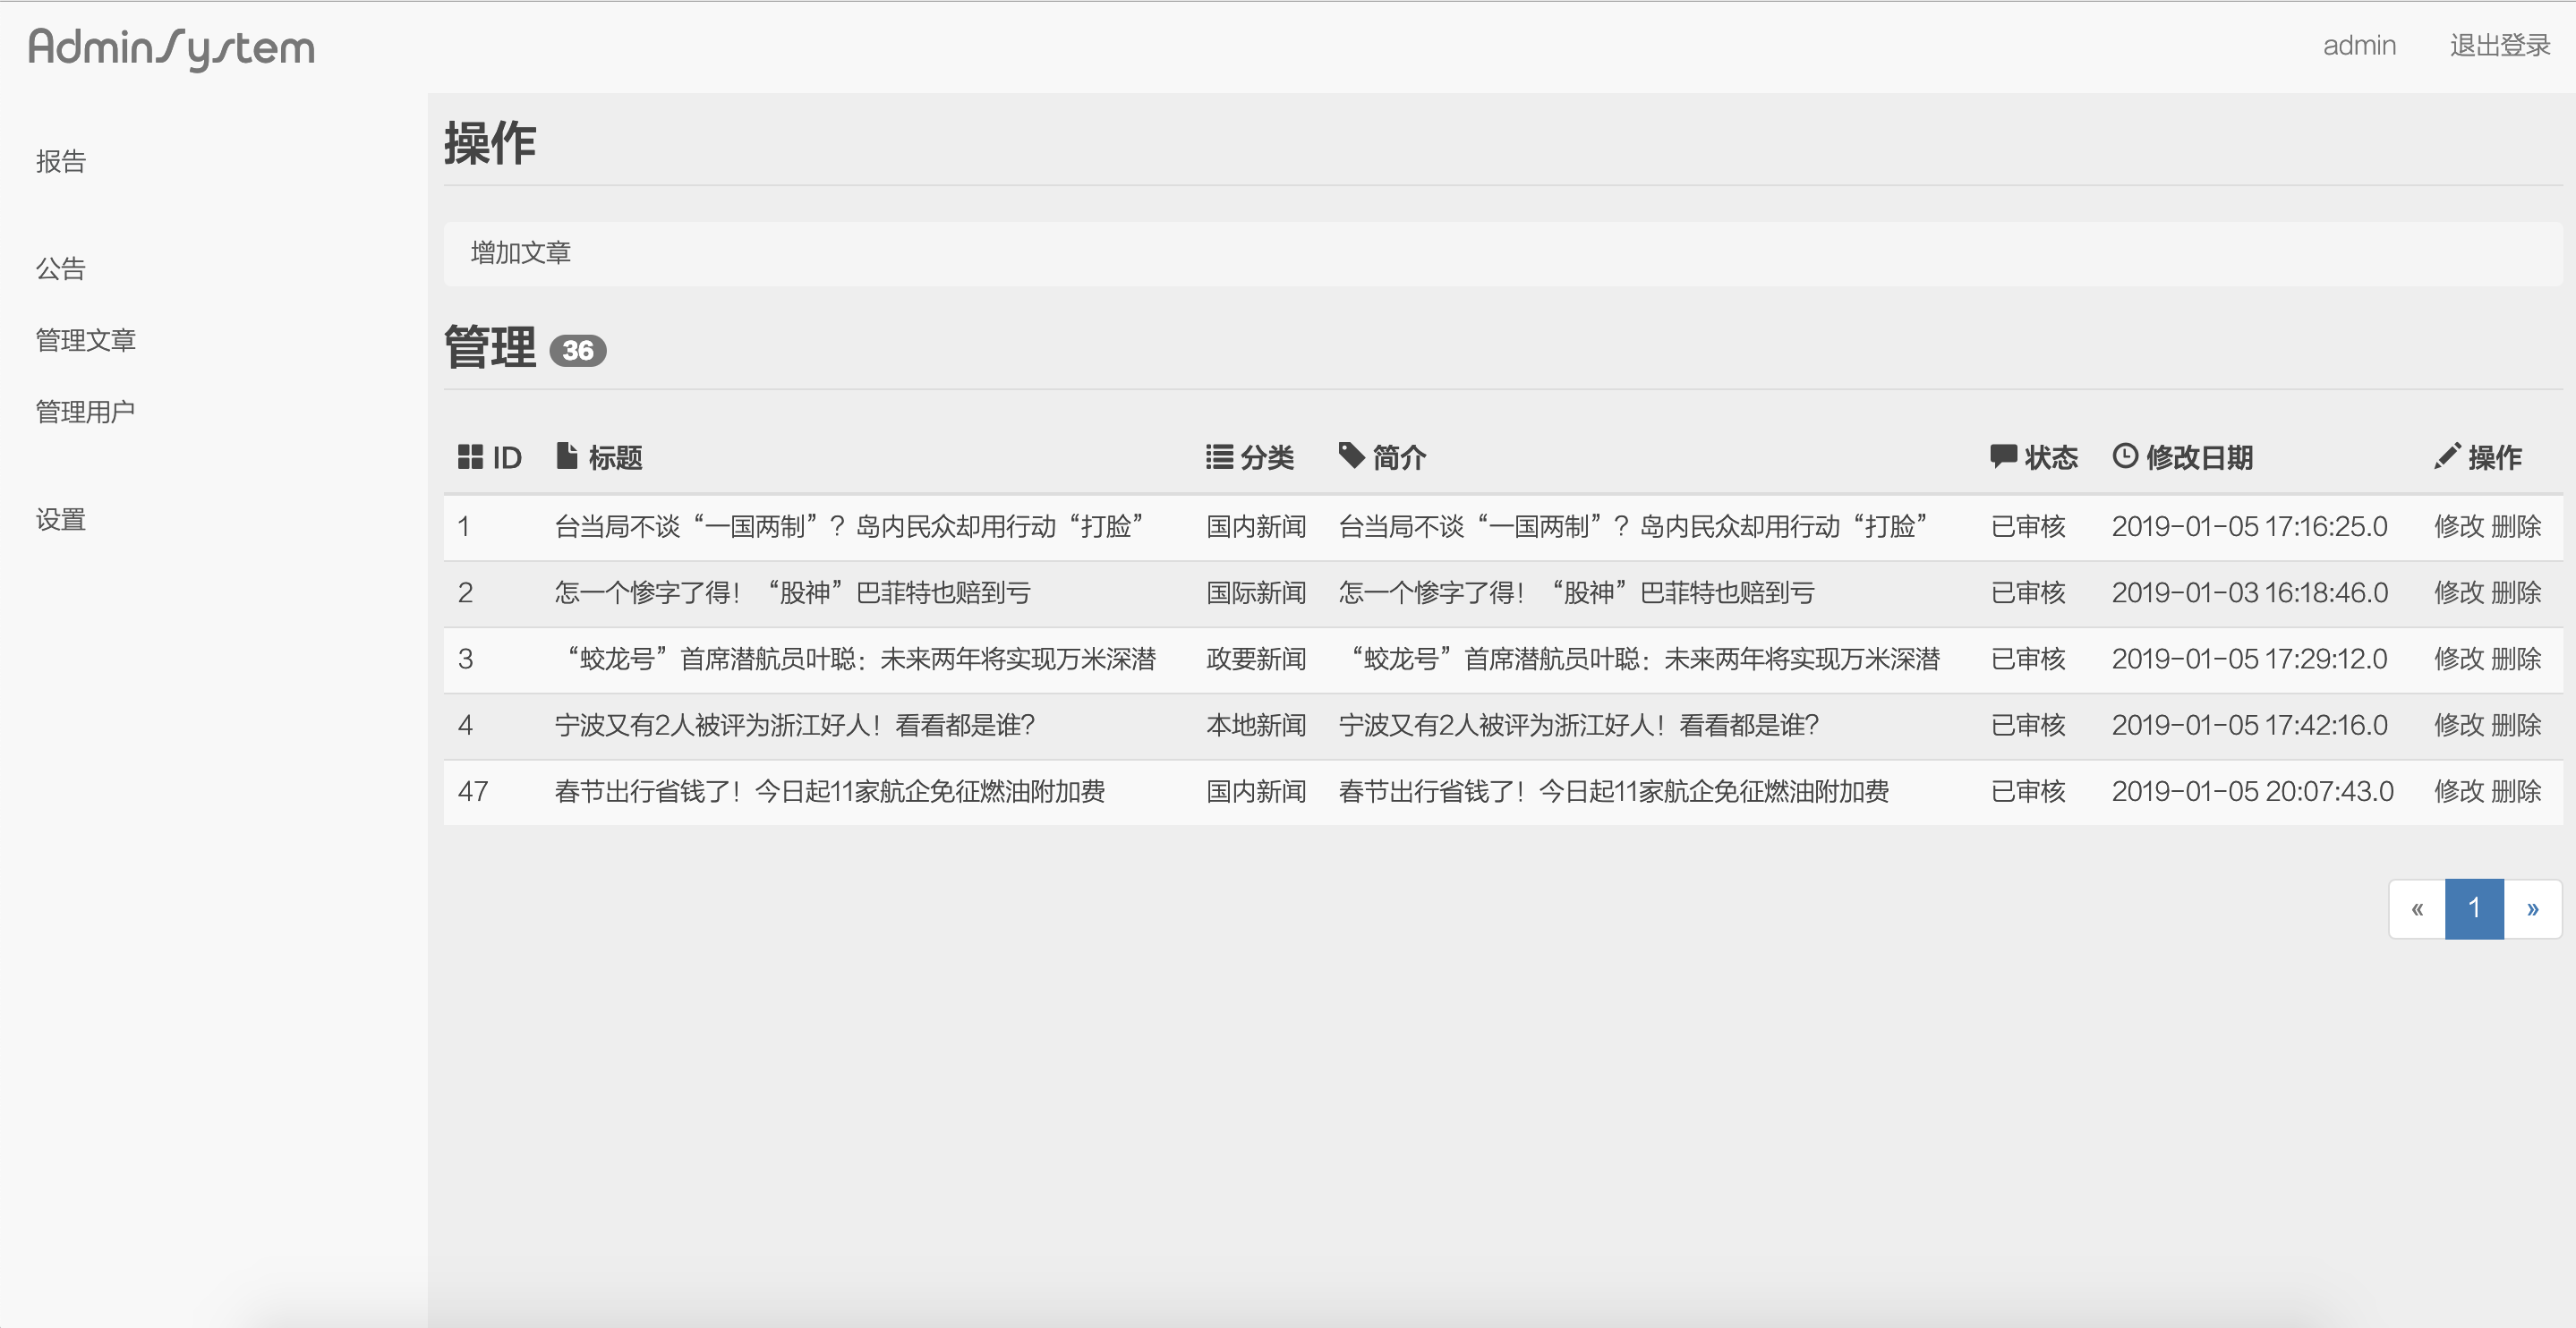 AdminSystem
admin 退出登录
报告
公告
管理文章
管理用户
设置
操作
增加文章
管理 36
ID 标题 分类 简介 状态 修改日期 操作
1 台当局不谈“一国两制”？岛内民众却用行动“打脸” 国内新闻 台当局不谈“一国两制”？岛内民众却用行动“打脸” 已审核 2019-01-05 17:16:25.0 修改 删除
2 怎一个惨字了得！“股神”巴菲特也赔到亏 国际新闻 怎一个惨字了得！“股神”巴菲特也赔到亏 已审核 2019-01-03 16:18:46.0 修改 删除
3 “蛟龙号”首席潜航员叶聪：未来两年将实现万米深潜 政要新闻 “蛟龙号”首席潜航员叶聪：未来两年将实现万米深潜 已审核 2019-01-05 17:29:12.0 修改 删除
4 宁波又有2人被评为浙江好人！看看都是谁? 本地新闻 宁波又有2人被评为浙江好人！看看都是谁? 已审核 2019-01-05 17:42:16.0 修改 删除
47 春节出行省钱了！今日起11家航企免征燃油附加费 国内新闻 春节出行省钱了！今日起11家航企免征燃油附加费 已审核 2019-01-05 20:07:43.0 修改 删除
« 1 »